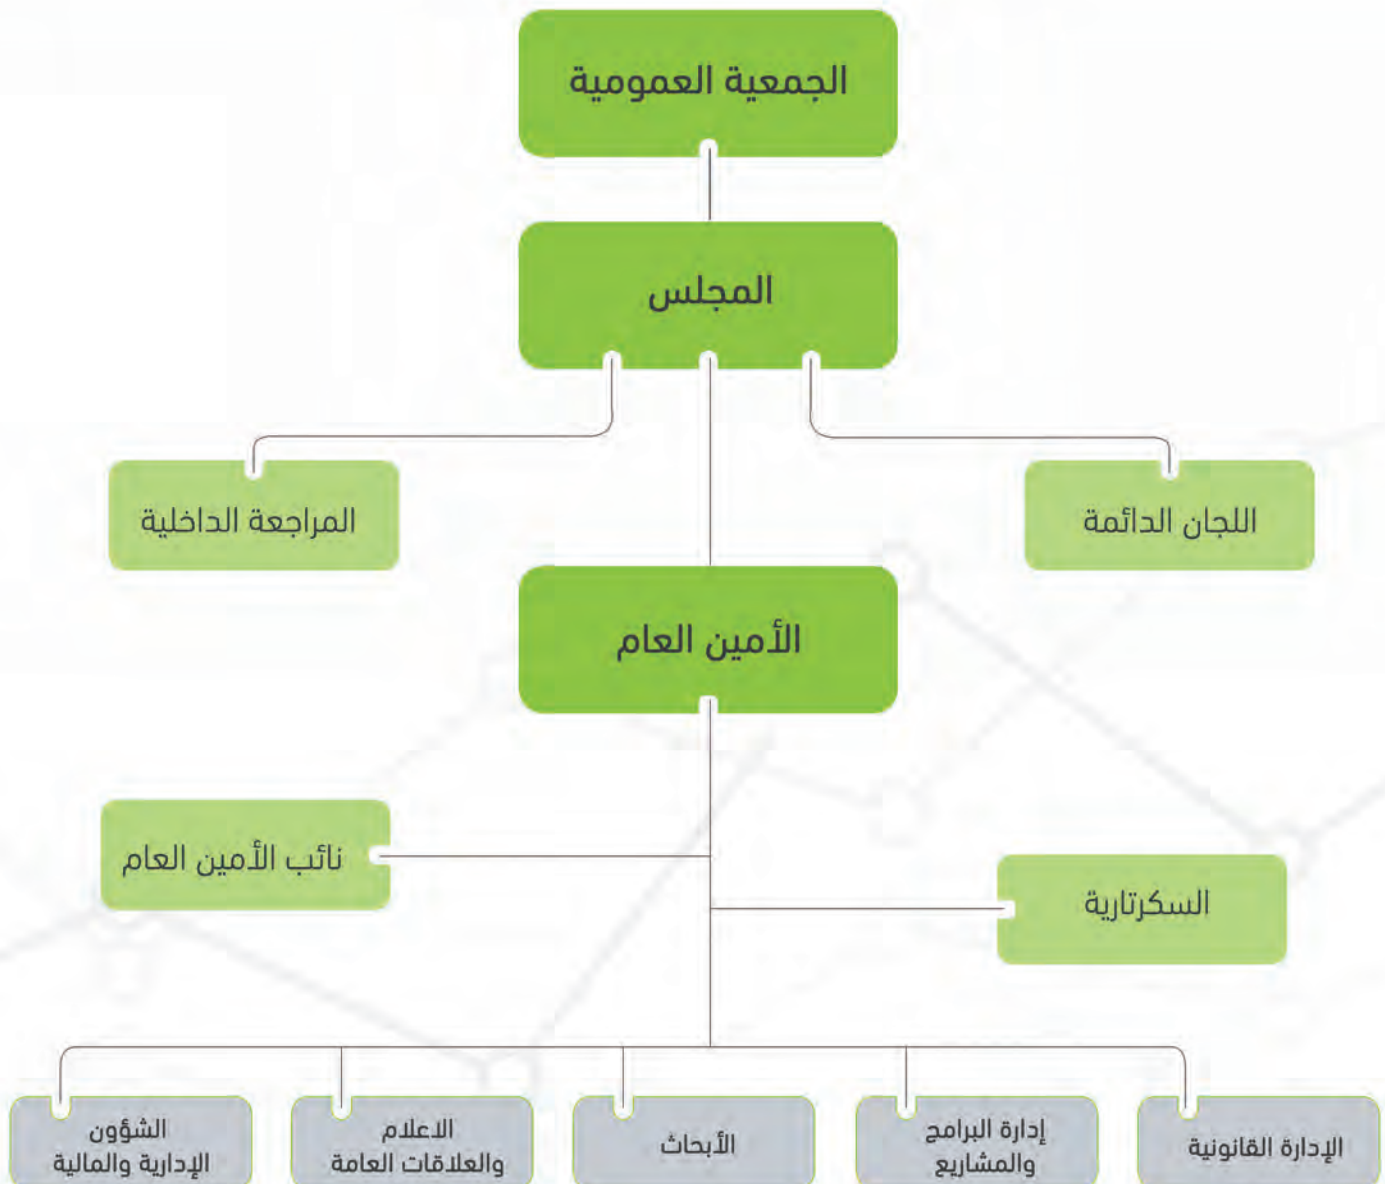 الجمعية العمومية
المجلس
اللجان الدائمة
المراجعة الداخلية
الأمين العام
نائب الأمين العام
السكرتارية
الإدارة القانونية
إدارة البرامج
والمشاريع
الأبحاث
الاعلام
والعلاقات العامة
الشؤون
الإدارية والمالية